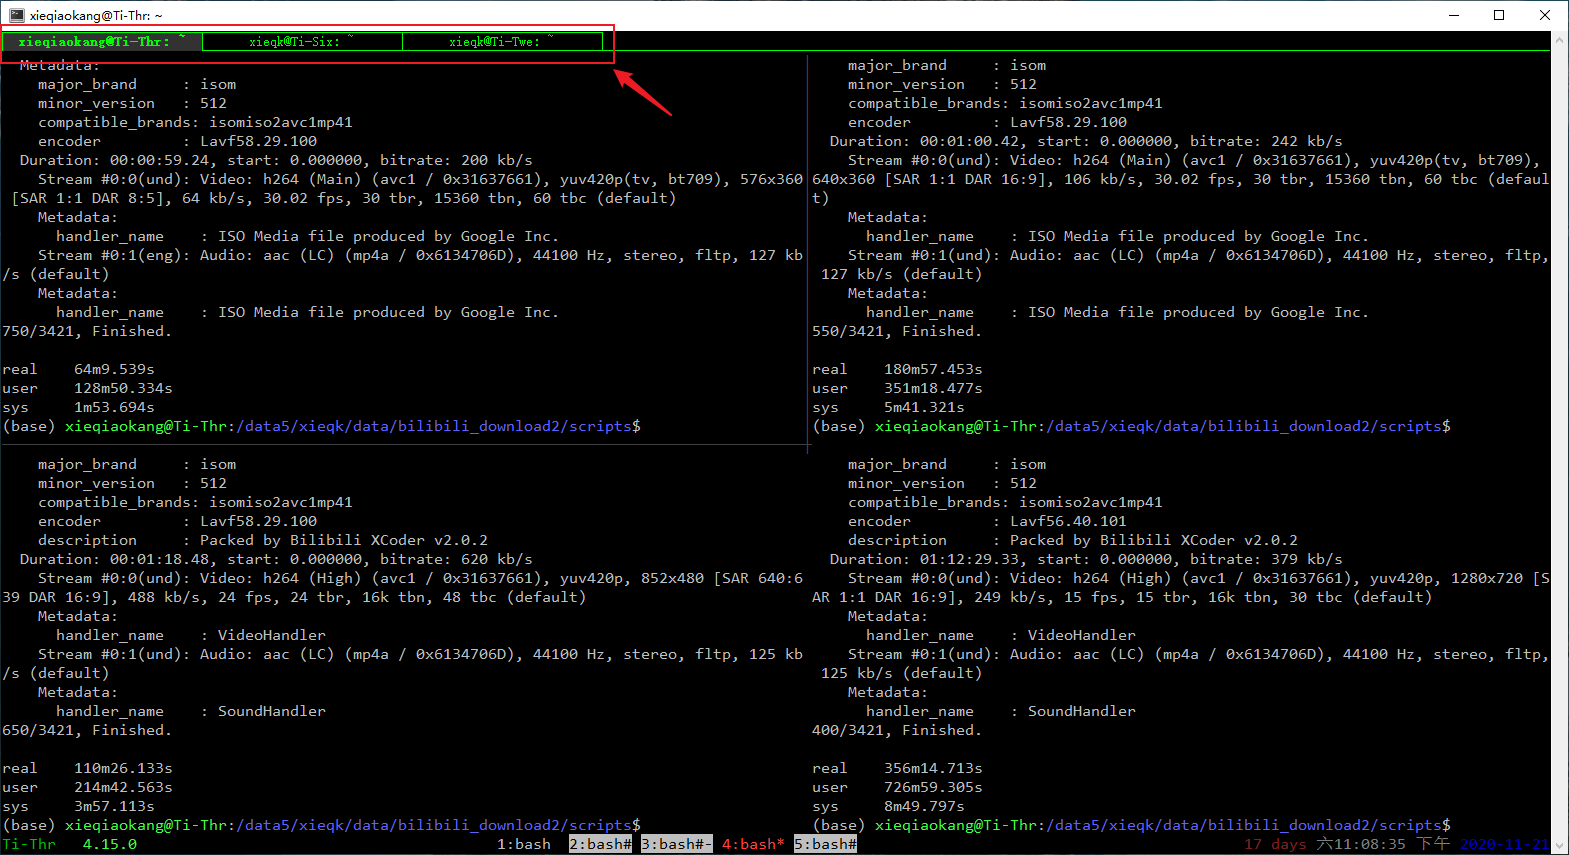 xieqiaokang@Ti-Thr: ~
xieqiaokang@Ti-Thr: ~
xieqk@Ti-Six: ~
xieqk@Ti-Twe: ~
  Metadata:
    major_brand     : isom
    minor_version   : 512
    compatible_brands: isomiso2avc1mp41
    encoder         : Lavf58.29.100
  Duration: 00:00:59.24, start: 0.000000, bitrate: 200 kb/s
    Stream #0:0(und): Video: h264 (Main) (avc1 / 0x31637661), yuv420p(tv, bt709), 576x360
 [SAR 1:1 DAR 8:5], 64 kb/s, 30.02 fps, 30 tbr, 15360 tbn, 60 tbc (default)
    Metadata:
      handler_name    : ISO Media file produced by Google Inc.
    Stream #0:1(eng): Audio: aac (LC) (mp4a / 0x6134706D), 44100 Hz, stereo, fltp, 127 kb
/s (default)
    Metadata:
      handler_name    : ISO Media file produced by Google Inc.
750/3421, Finished.
real    64m9.539s
user    128m50.334s
sys     1m53.694s
(base) xieqiaokang@Ti-Thr:/data5/xieqk/data/bilibili_download2/scripts$
    major_brand     : isom
    minor_version   : 512
    compatible_brands: isomiso2avc1mp41
    encoder         : Lavf58.29.100
  Duration: 00:01:00.42, start: 0.000000, bitrate: 242 kb/s
    Stream #0:0(und): Video: h264 (Main) (avc1 / 0x31637661), yuv420p(tv, bt709),
640x360 [SAR 1:1 DAR 16:9], 106 kb/s, 30.02 fps, 30 tbr, 15360 tbn, 60 tbc (defaul
t)
    Metadata:
      handler_name    : ISO Media file produced by Google Inc.
    Stream #0:1(und): Audio: aac (LC) (mp4a / 0x6134706D), 44100 Hz, stereo, fltp,
 127 kb/s (default)
    Metadata:
      handler_name    : ISO Media file produced by Google Inc.
550/3421, Finished.
real    180m57.453s
user    351m18.477s
sys     5m41.321s
(base) xieqiaokang@Ti-Thr:/data5/xieqk/data/bilibili_download2/scripts$
    major_brand     : isom
    minor_version   : 512
    compatible_brands: isomiso2avc1mp41
    encoder         : Lavf58.29.100
    description     : Packed by Bilibili XCoder v2.0.2
  Duration: 00:01:18.48, start: 0.000000, bitrate: 620 kb/s
    Stream #0:0(und): Video: h264 (High) (avc1 / 0x31637661), yuv420p, 852x480 [SAR 640:6
39 DAR 16:9], 488 kb/s, 24 fps, 24 tbr, 16k tbn, 48 tbc (default)
    Metadata:
      handler_name    : VideoHandler
    Stream #0:1(und): Audio: aac (LC) (mp4a / 0x6134706D), 44100 Hz, stereo, fltp, 125 kb
/s (default)
    Metadata:
      handler_name    : SoundHandler
650/3421, Finished.
real    110m26.133s
user    214m42.563s
sys     3m57.113s
(base) xieqiaokang@Ti-Thr:/data5/xieqk/data/bilibili_download2/scripts$
    major_brand     : isom
    minor_version   : 512
    compatible_brands: isomiso2avc1mp41
    encoder         : Lavf56.40.101
    description     : Packed by Bilibili XCoder v2.0.2
  Duration: 01:12:29.33, start: 0.000000, bitrate: 379 kb/s
    Stream #0:0(und): Video: h264 (High) (avc1 / 0x31637661), yuv420p, 1280x720 [S
AR 1:1 DAR 16:9], 249 kb/s, 15 fps, 15 tbr, 16k tbn, 30 tbc (default)
    Metadata:
      handler_name    : VideoHandler
    Stream #0:1(und): Audio: aac (LC) (mp4a / 0x6134706D), 44100 Hz, stereo, fltp,
 125 kb/s (default)
    Metadata:
      handler_name    : SoundHandler
400/3421, Finished.
real    356m14.713s
user    726m59.305s
sys     8m49.797s
(base) xieqiaokang@Ti-Thr:/data5/xieqk/data/bilibili_download2/scripts$
Ti-Thr   4.15.0   1:bash  2:bash# 3:bash#- 4:bash* 5:bash#   17 days 六11:08:35 下午 2020-11-21